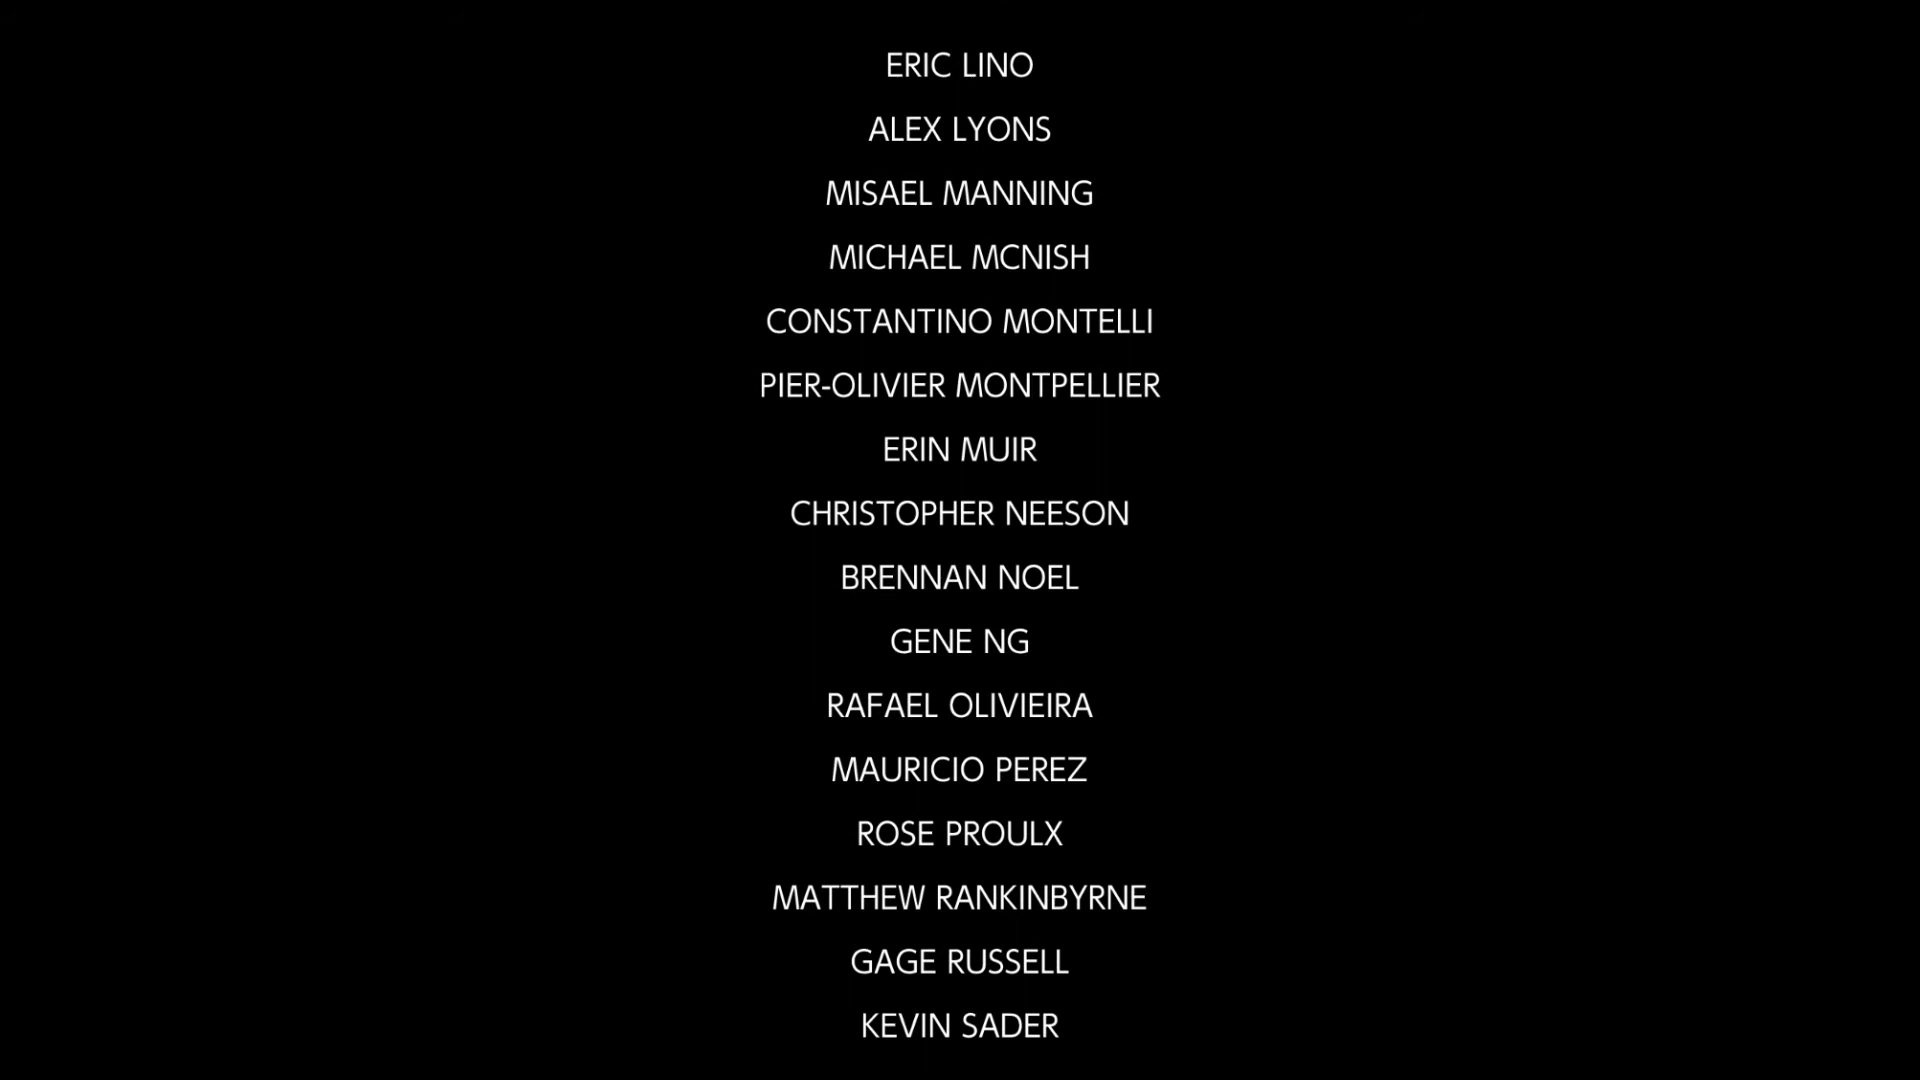 ERIC LINO
ALEX LYONS
MISAEL MANNING
MICHAEL MCNISH
CONSTANTINO MONTELLI
PIER-OLIVIER MONTPELLIER
ERIN MUIR
CHRISTOPHER NEESON
BRENNAN NOEL
GENE NG
RAFAEL OLIVIEIRA
MAURICIO PEREZ
ROSE PROULX
MATTHEW RANKINBYRNE
GAGE RUSSELL
KEVIN SADER